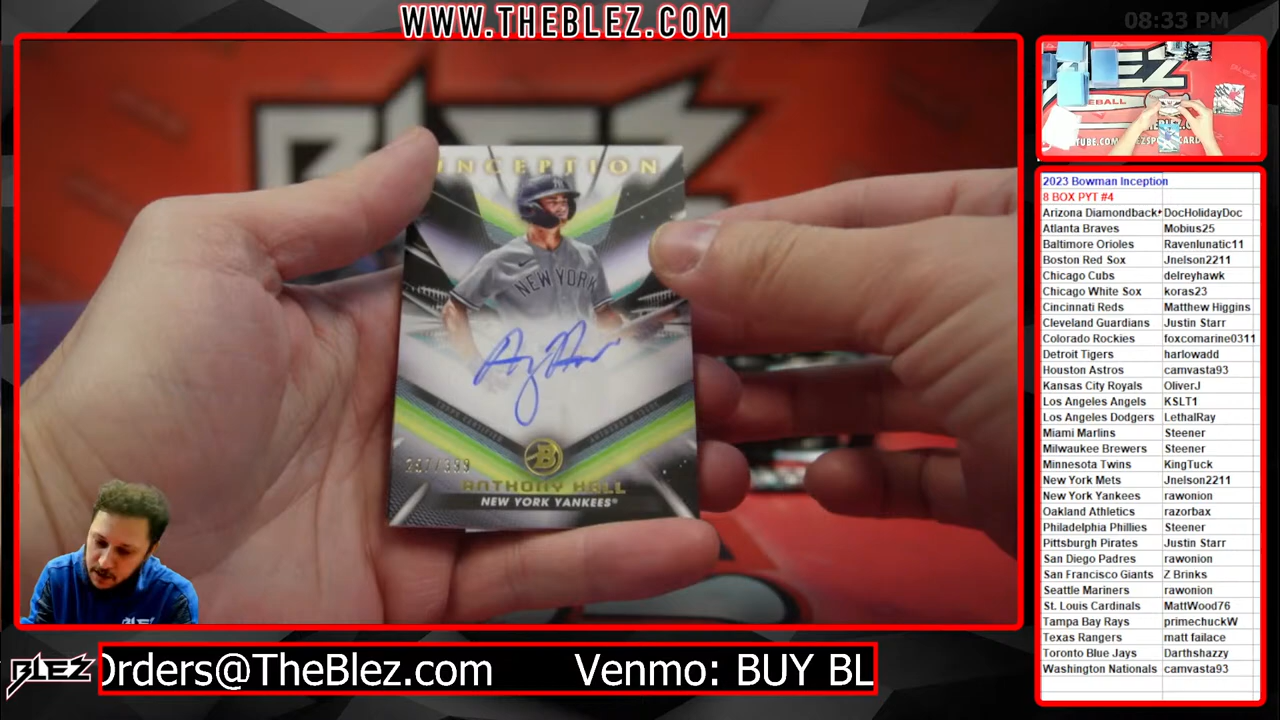 WWW.THEBLEZ.COM
08:33 PM
BLEZ
INCEPTION
NEW YORK
ANTHONY HALL
NEW YORK YANKEES
B
BLEZ
EBALL
2023 Bowman Inception
8 BOX PYT #4
Arizona Diamondback DocHolidayDoc
Atlanta Braves Mobius25
Baltimore Orioles Ravenlunatic11
Boston Red Sox Jnelson2211
Chicago Cubs delreyhawk
Chicago White Sox koras23
Cincinnati Reds Matthew Higgins
Cleveland Guardians Justin Starr
Colorado Rockies foxcomarine0311
Detroit Tigers harlowadd
Houston Astros camvasta93
Kansas City Royals OliverJ
Los Angeles Angels KSLT1
Los Angeles Dodgers LethalRay
Miami Marlins Steener
Milwaukee Brewers Steener
Minnesota Twins KingTuck
New York Mets Jnelson2211
New York Yankees rawonion
Oakland Athletics razorbax
Philadelphia Phillies Steener
Pittsburgh Pirates Justin Starr
San Diego Padres rawonion
San Francisco Giants Z Brinks
Seattle Mariners rawonion
St. Louis Cardinals MattWood76
Tampa Bay Rays primechuckW
Texas Rangers matt failace
Toronto Blue Jays Darthshazzy
Washington Nationals camvasta93
BLEZ
Orders@TheBlez.com Venmo: BUY BL